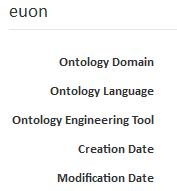 euon
Ontology Domain
Ontology Language
Ontology Engineering Tool
Creation Date
Modification Date